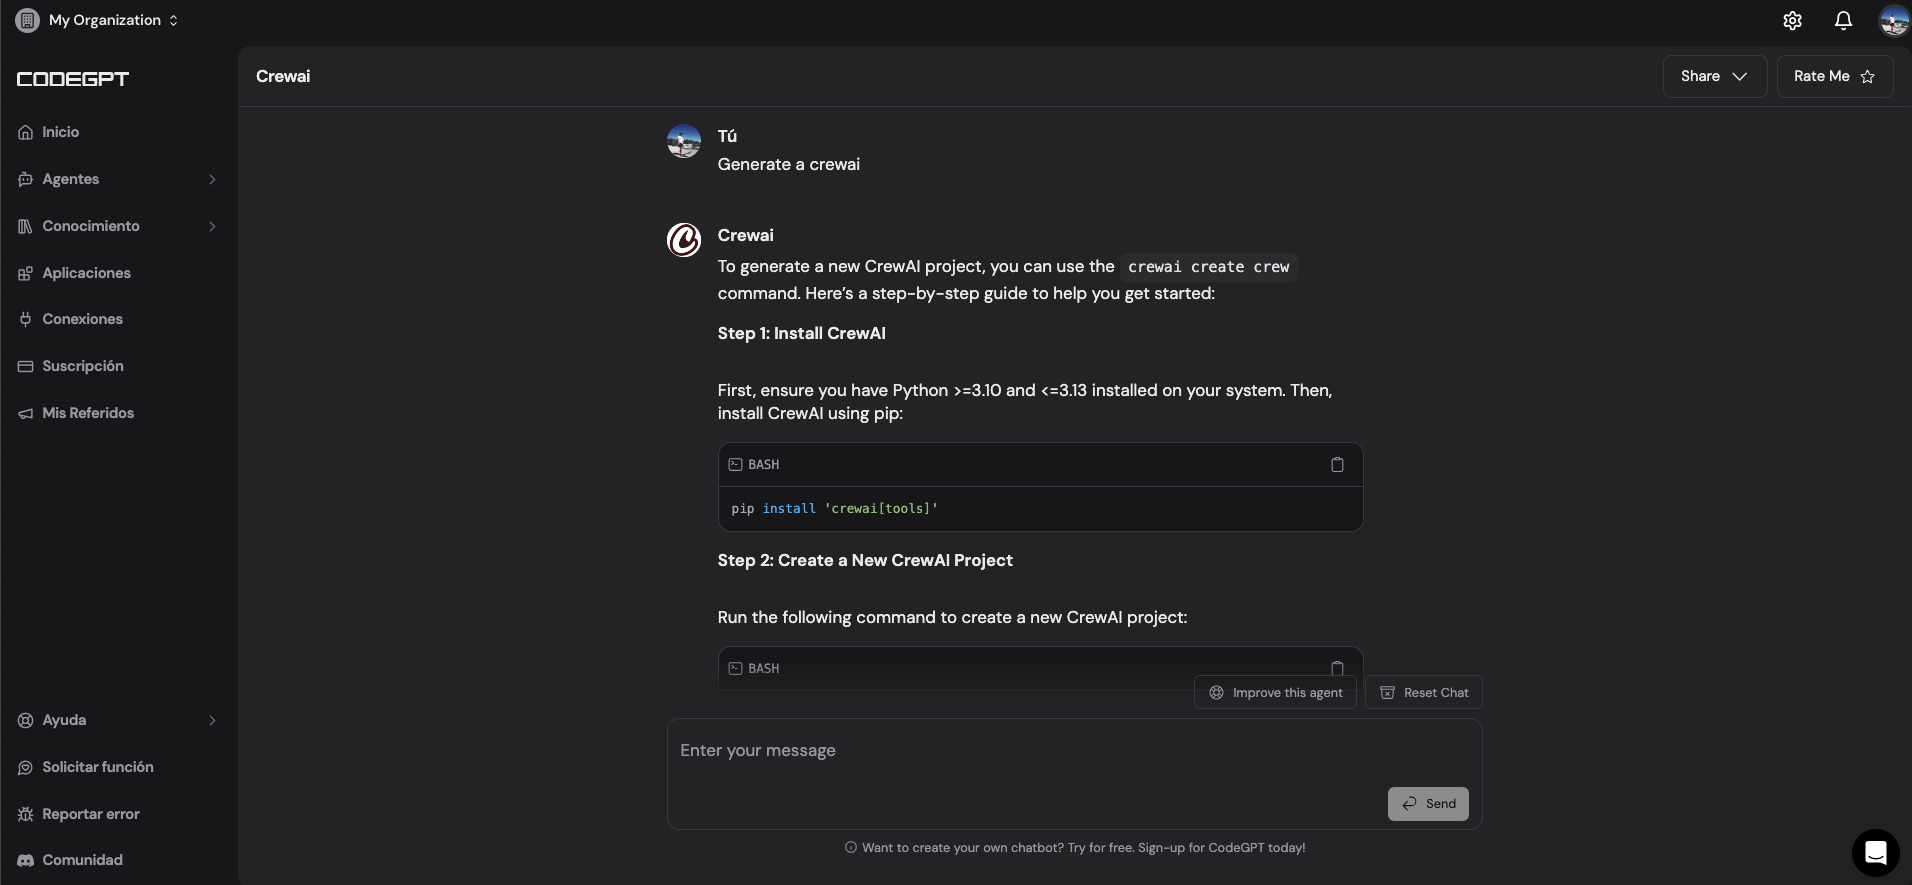 My Organization
CODEGPT
Inicio
Agentes
Conocimiento
Aplicaciones
Conexiones
Suscripción
Mis Referidos
Ayuda
Solicitar función
Reportar error
Comunidad
Crewai
Share
Rate Me
Tú
Generate a crewai
Crewai
To generate a new CrewAI project, you can use the crewai create crew
command. Here's a step-by-step guide to help you get started:
Step 1: Install CrewAI
First, ensure you have Python >=3.10 and <=3.13 installed on your system. Then,
install CrewAI using pip:
BASH
pip install 'crewai[tools]'
Step 2: Create a New CrewAI Project
Run the following command to create a new CrewAI project:
BASH
Improve this agent
Reset Chat
Enter your message
Send
Want to create your own chatbot? Try for free. Sign-up for CodeGPT today!